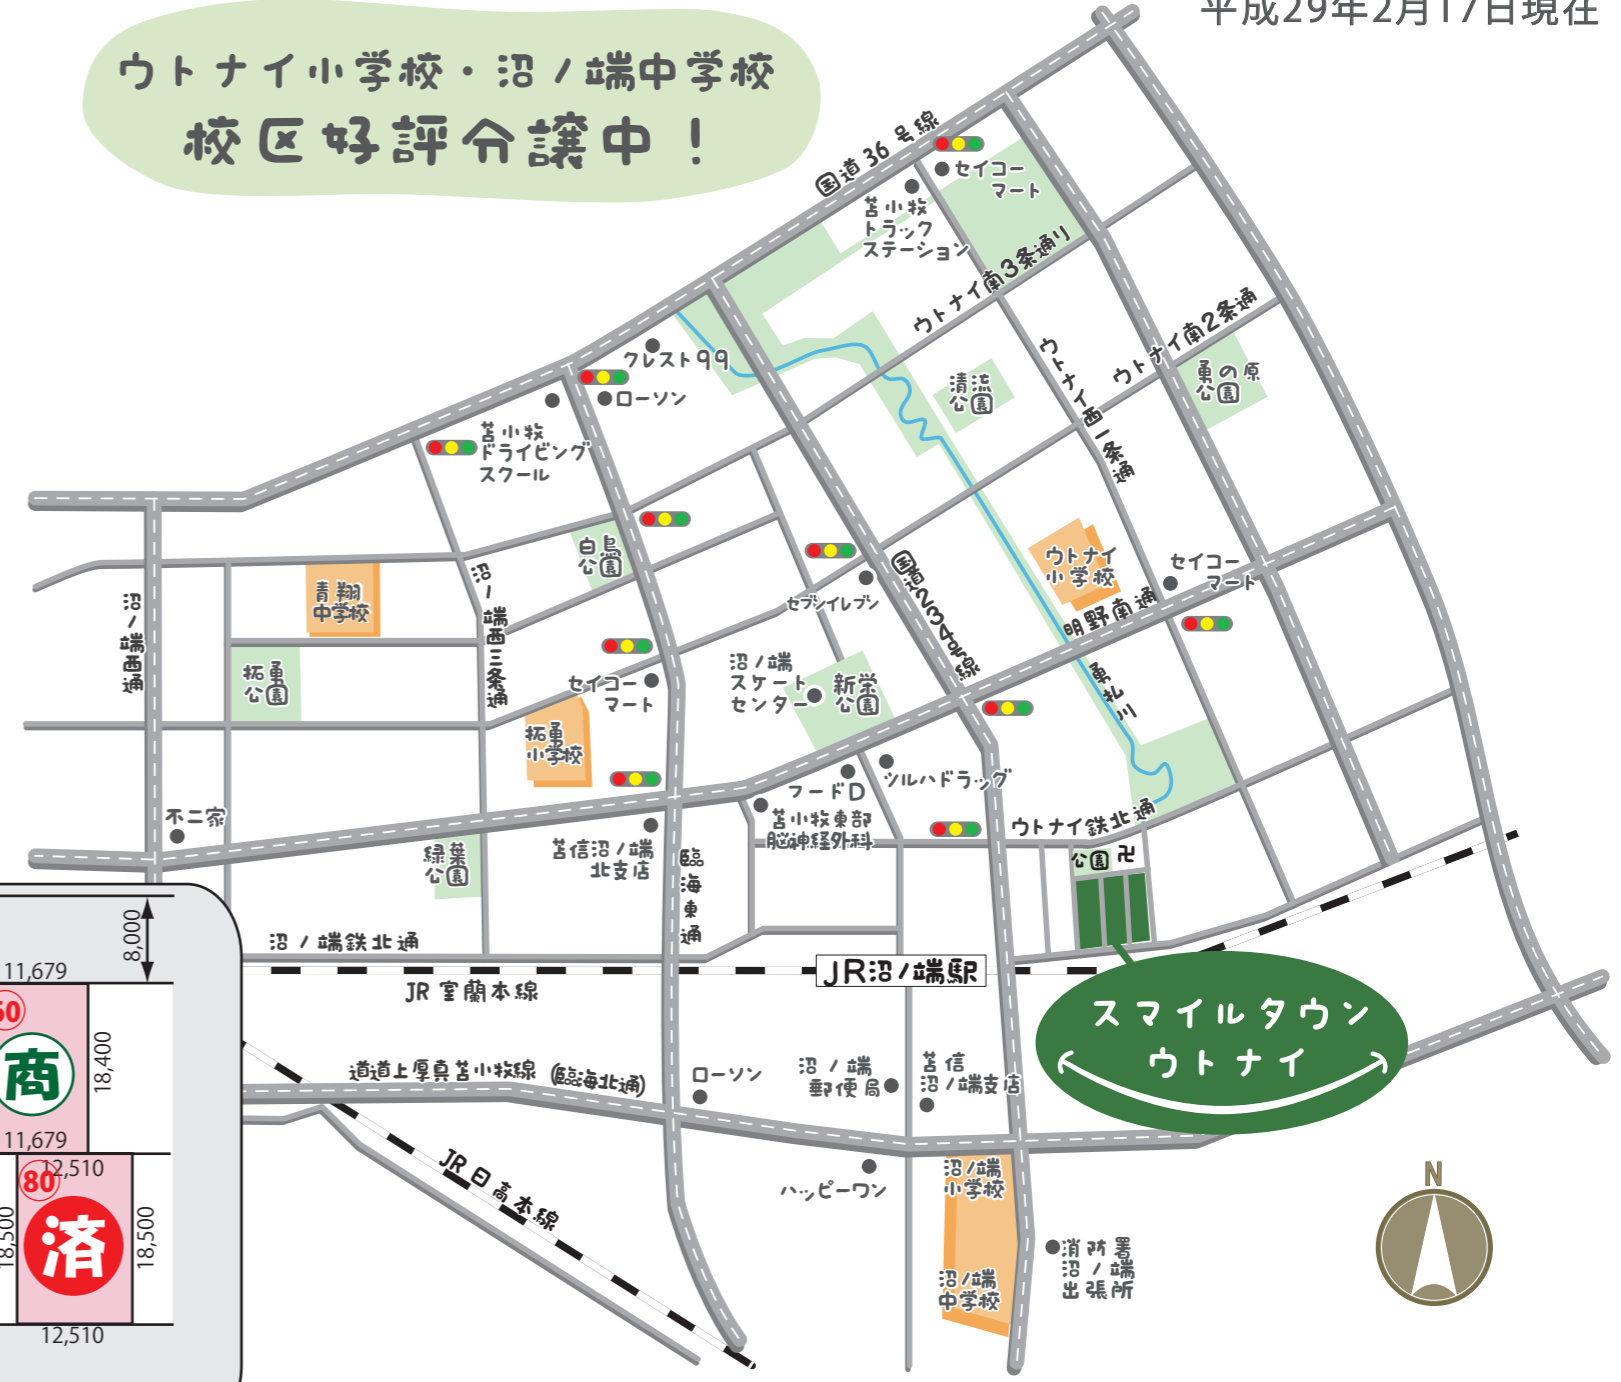 平成29年2月17日現在
ウトナイ小学校・沼ノ端中学校
校区好評分譲中！
国道36号線
セイコー
マート
苫小牧
トラック
ステーション
ウトナイ南3条通り
ウトナイ南2条通
ウトナイ西一条通
勇の原
公園
清流
公園
クレスト99
ローソン
苫小牧
ドライビング
スクール
白鳥
公園
セブンイレブン
国道234号線
ウトナイ
小学校
セイコー
マート
明野南通
勇払川
青翔
中学校
沼ノ端西通
沼ノ端西三条通
拓勇
公園
セイコー
マート
沼ノ端
スケート
センター
新栄
公園
拓勇
小学校
不二家
フードD
ツルハドラッグ
苫小牧東部
脳神経外科
ウトナイ鉄北通
緑葉
公園
苫信沼ノ端
北支店
臨海東通
公園
卍
沼ノ端鉄北通
JR沼ノ端駅
JR室蘭本線
スマイルタウン
ウトナイ
道道上厚真苫小牧線（臨海北通）
ローソン
沼ノ端
郵便局
苫信
沼ノ端支店
JR日高本線
ハッピーワン
沼ノ端
小学校
沼ノ端
中学校
消防署
沼ノ端
出張所
N
8,000
11,679
商
18,400
11,679
12,510
80
済
18,500
18,500
12,510